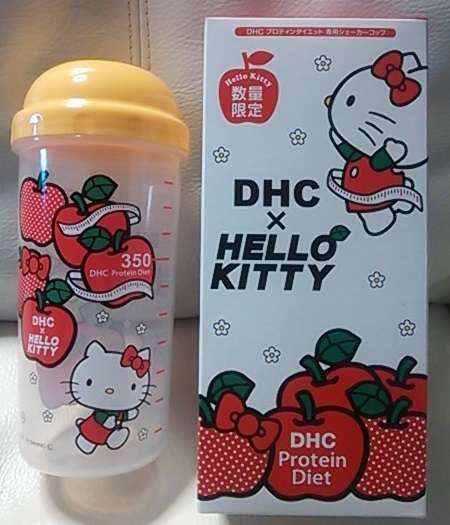 350
DHC Protein Diet
DHC
×
HELLO
KITTY
DHC プロティンダイエット 専用シェーカーコップ
Hello Kitty
数量
限定
DHC
×
HELLO
KITTY
DHC
Protein
Diet